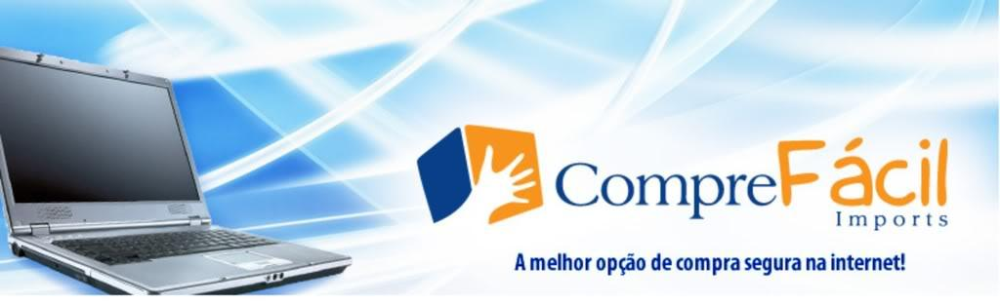 CompreFácil
Imports
A melhor opção de compra segura na internet!